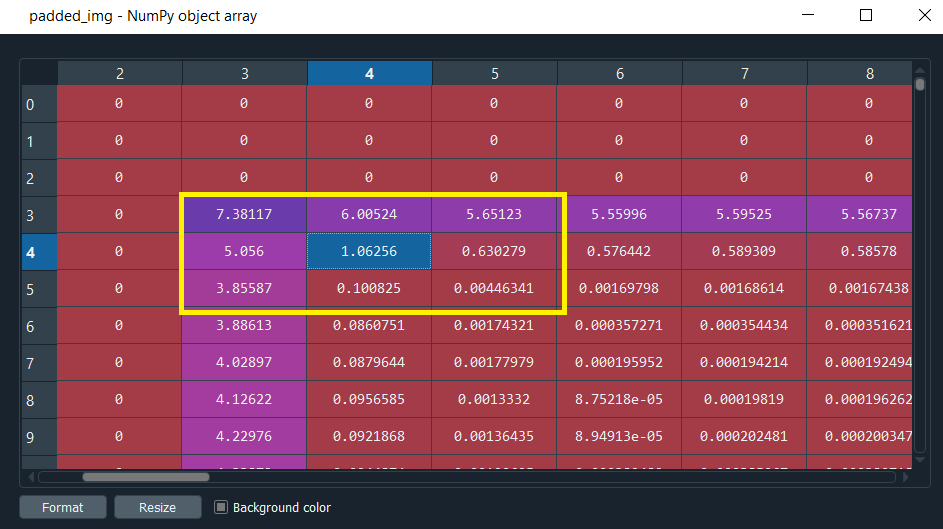 padded_img - NumPy object array
2 3 4 5 6 7 8
0 0 0 0 0 0 0 0
1 0 0 0 0 0 0 0
2 0 0 0 0 0 0 0
3 0 7.38117 6.00524 5.65123 5.55996 5.59525 5.56737
4 0 5.056 1.06256 0.630279 0.576442 0.589309 0.58578
5 0 3.85587 0.100825 0.00446341 0.00169798 0.00168614 0.00167438
6 0 3.88613 0.0860751 0.00174321 0.000357271 0.000354434 0.000351621
7 0 4.02897 0.0879644 0.00177979 0.000195952 0.000194214 0.000192494
8 0 4.12622 0.0956585 0.0013332 8.75218e-05 0.00019819 0.000196262
9 0 4.22976 0.0921868 0.00136435 8.94913e-05 0.000202481 0.000200347
Format Resize Background color